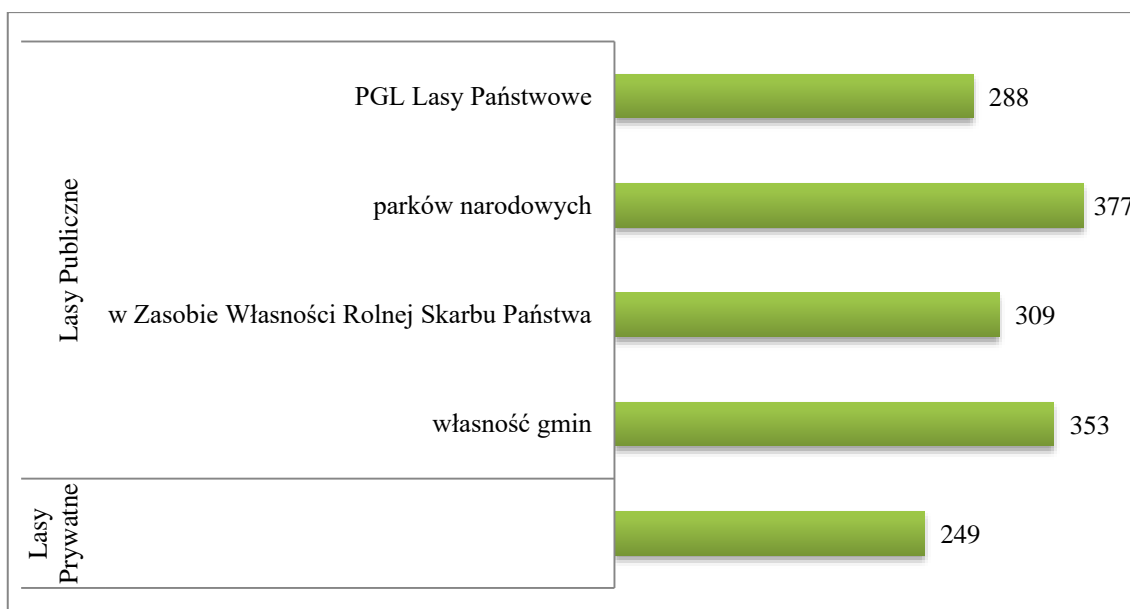 Lasy Publiczne
PGL Lasy Państwowe
288
parków narodowych
377
w Zasobie Własności Rolnej Skarbu Państwa
309
własność gmin
353
Lasy
Prywatne
249